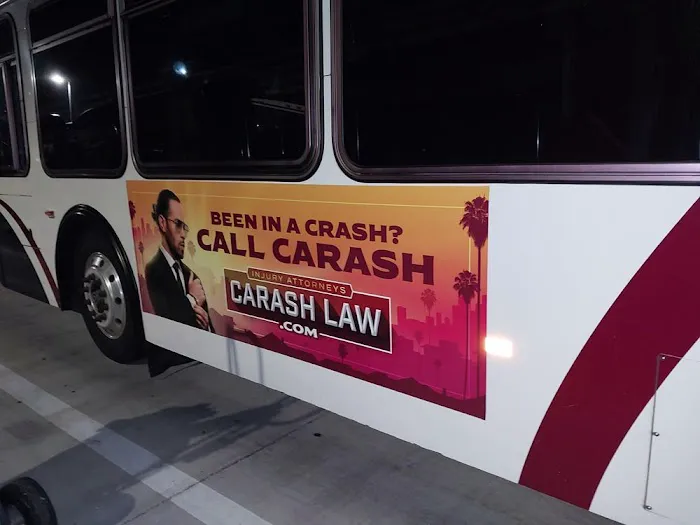 BEEN IN A CRASH?
CALL CARASH
INJURY ATTORNEYS
CARASH LAW
.COM